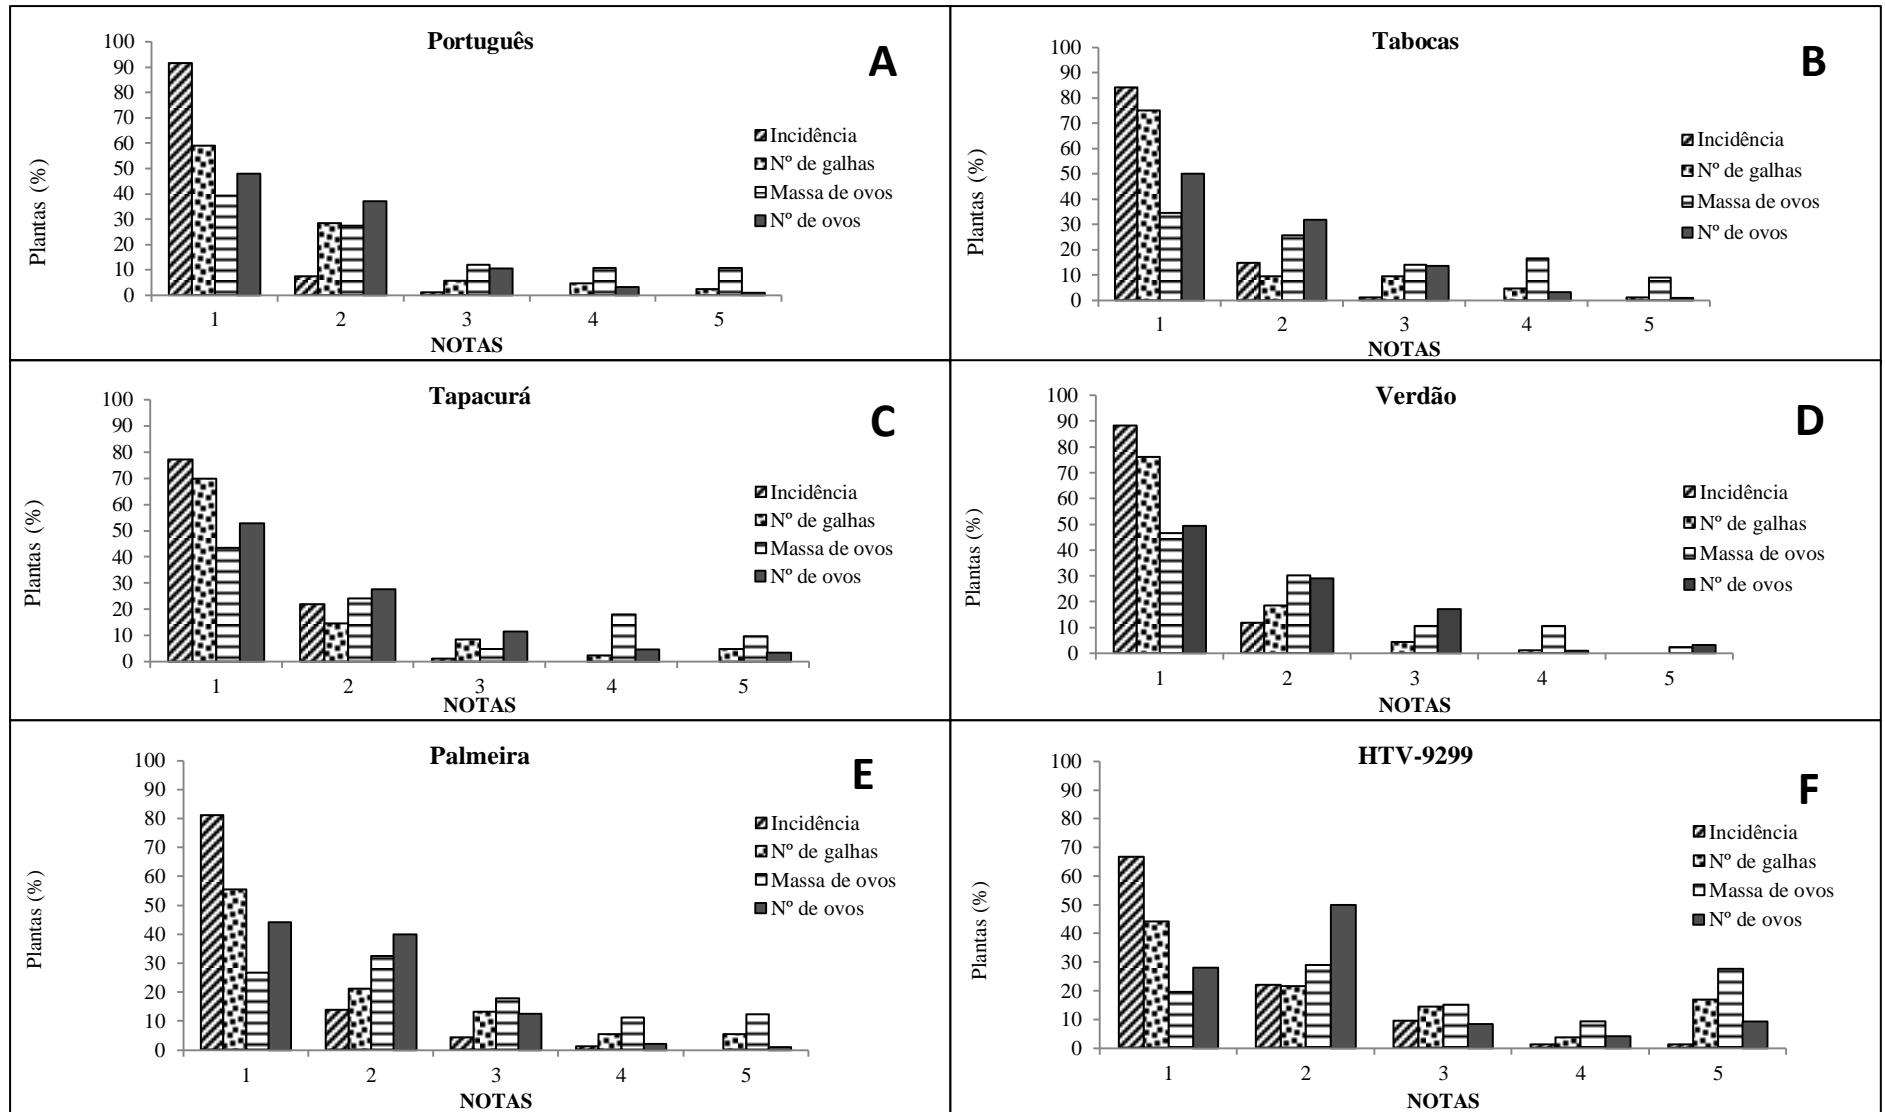 Português
A
100
90
80
70
60
50
40
30
20
10
0
Plantas (%)
1 2 3 4 5
NOTAS
Incidência
Nº de galhas
Massa de ovos
Nº de ovos
Tabocas
B
100
90
80
70
60
50
40
30
20
10
0
Plantas (%)
1 2 3 4 5
NOTAS
Incidência
Nº de galhas
Massa de ovos
Nº de ovos
Tapacurá
C
100
90
80
70
60
50
40
30
20
10
0
Plantas (%)
1 2 3 4 5
NOTAS
Incidência
Nº de galhas
Massa de ovos
Nº de ovos
Verdão
D
100
90
80
70
60
50
40
30
20
10
0
Plantas (%)
1 2 3 4 5
NOTAS
Incidência
Nº de galhas
Massa de ovos
Nº de ovos
Palmeira
E
100
90
80
70
60
50
40
30
20
10
0
Plantas (%)
1 2 3 4 5
NOTAS
Incidência
Nº de galhas
Massa de ovos
Nº de ovos
HTV-9299
F
100
90
80
70
60
50
40
30
20
10
0
Plantas (%)
1 2 3 4 5
NOTAS
Incidência
Nº de galhas
Massa de ovos
Nº de ovos